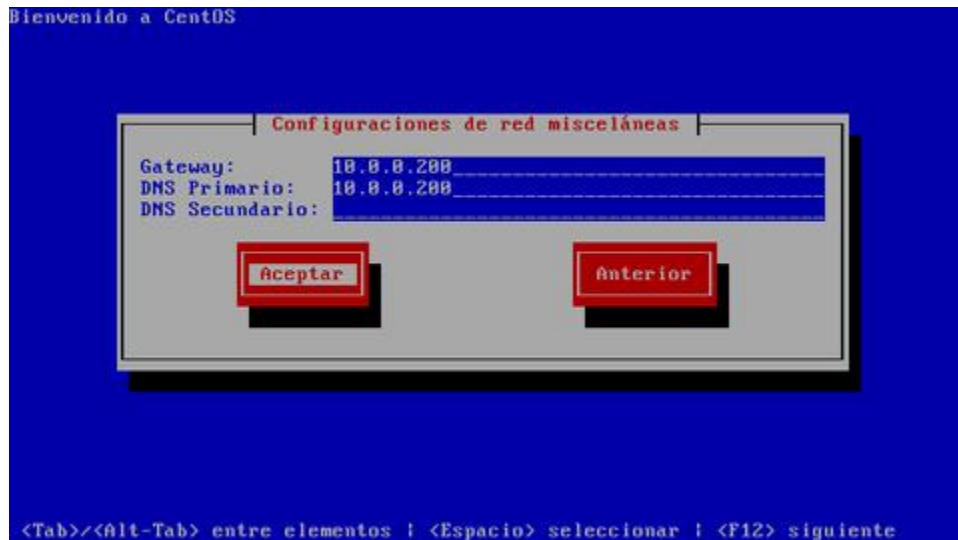 Bienvenido a CentOS
Configuraciones de red misceláneas
Gateway: 10.0.0.200
DNS Primario: 10.0.0.200
DNS Secundario:
Aceptar Anterior
<Tab>/<Alt-Tab> entre elementos | <Espacio> seleccionar | <F12> siguiente